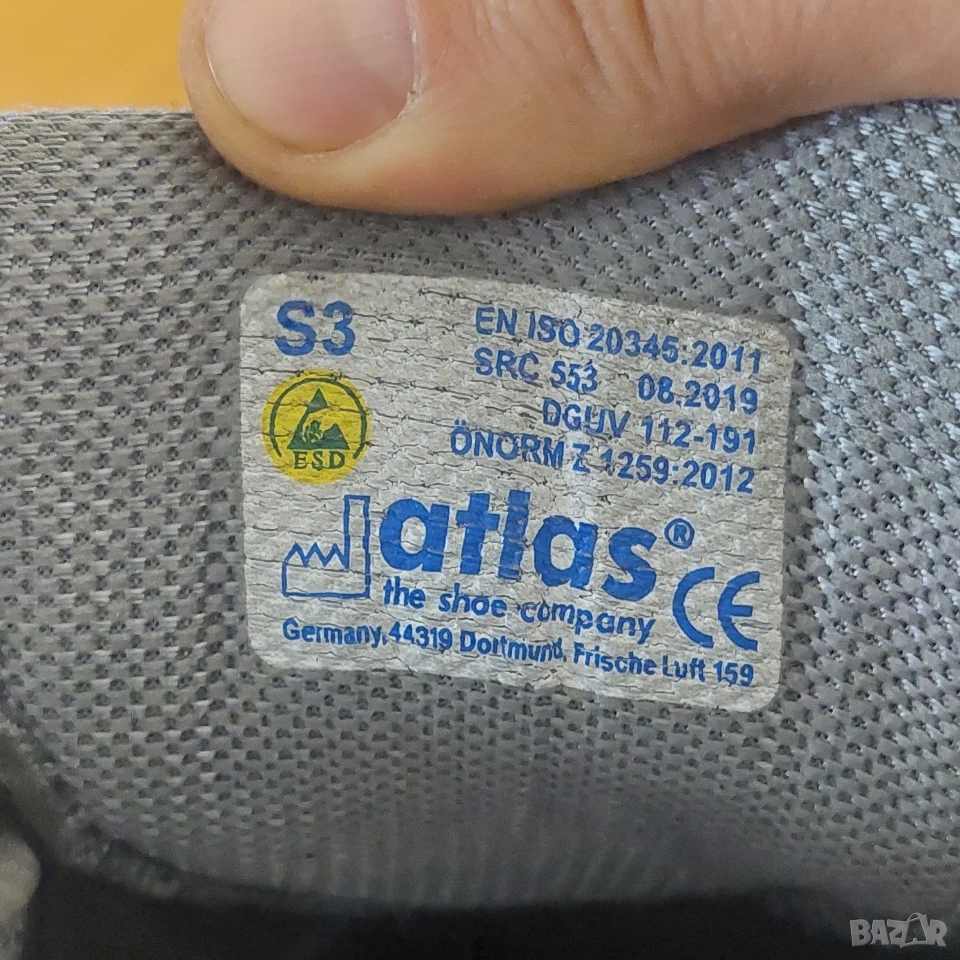 S3
EN ISO 20345:2011
SRC 553 08.2019
DGUV 112-191
ÖNORM Z 1259:2012
ESD
atlas®
the shoe company
CE
Germany, 44319 Dortmund, Frische Luft 159
BAZAR